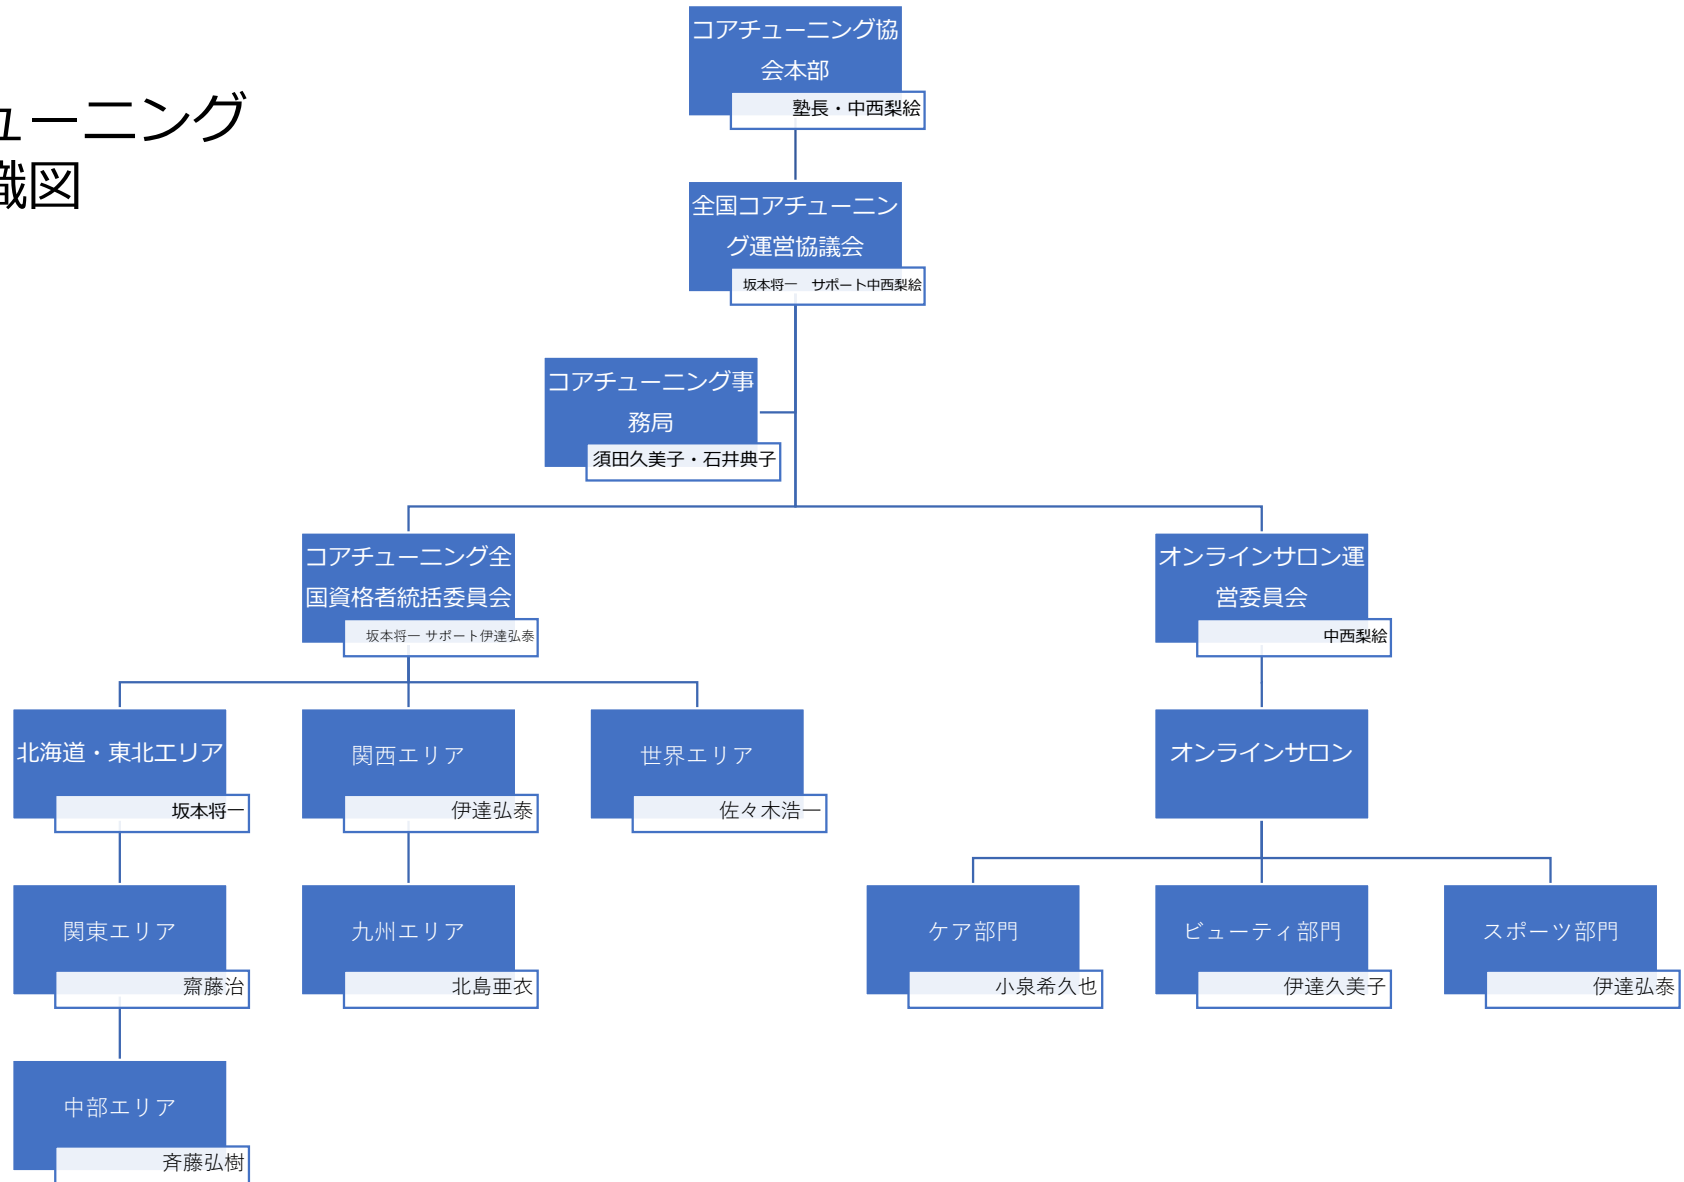 ューニング
織図
コアチューニング協
会本部
塾長・中西梨絵
全国コアチューニン
グ運営協議会
坂本将一　サポート中西梨絵
コアチューニング事
務局
須田久美子・石井典子
コアチューニング全
国資格者統括委員会
坂本将一 サポート伊達弘泰
オンラインサロン運
営委員会
中西梨絵
北海道・東北エリア
坂本将一
関西エリア
伊達弘泰
世界エリア
佐々木浩一
オンラインサロン
関東エリア
齋藤治
九州エリア
北島亜衣
ケア部門
小泉希久也
ビューティ部門
伊達久美子
スポーツ部門
伊達弘泰
中部エリア
斉藤弘樹